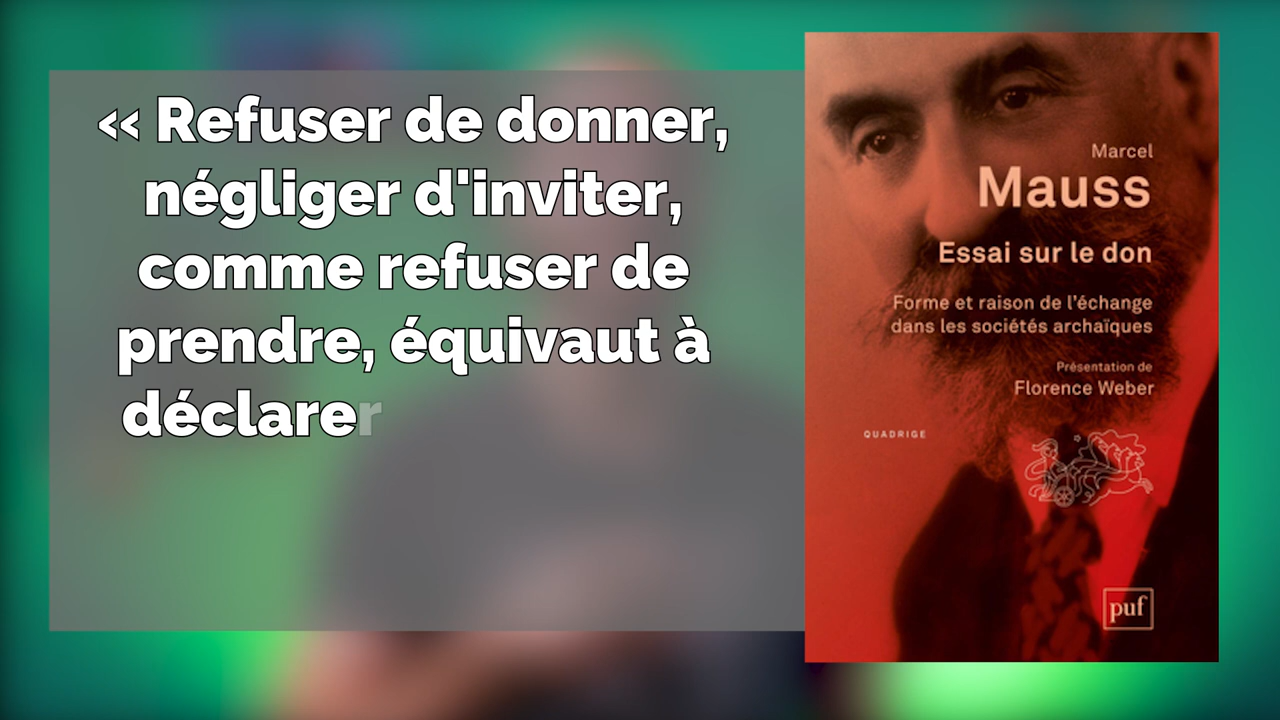 « Refuser de donner,
négliger d'inviter,
comme refuser de
prendre, équivaut à
déclarer
Marcel
Mauss
Essai sur le don
Forme et raison de l'échange
dans les sociétés archaïques
Présentation de
Florence Weber
QUADRIGE
puf